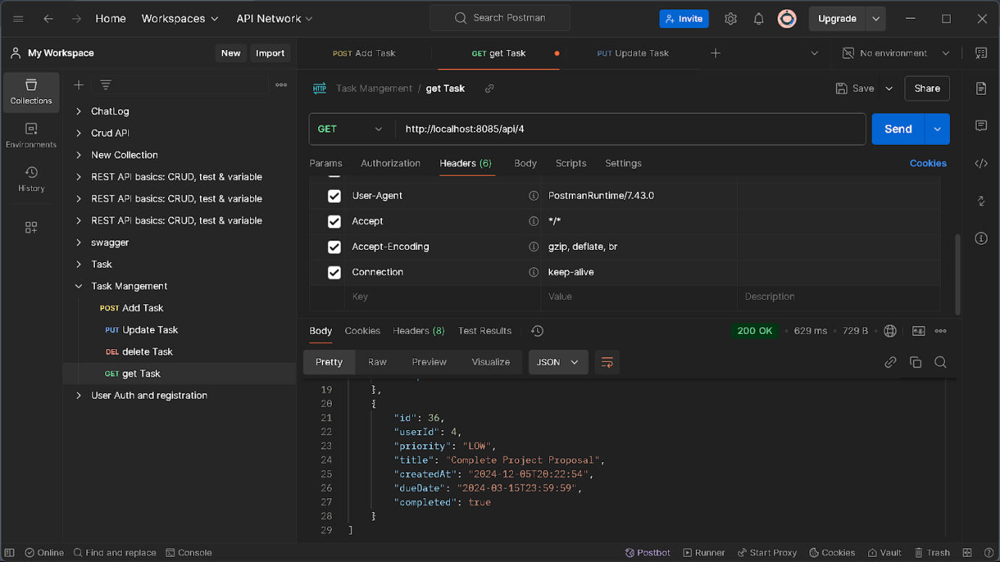 Home Workspaces API Network Search Postman Invite Upgrade
My Workspace New Import POST Add Task GET get Task PUT Update Task No environment
Collections
Environments
History
ChatLog
Crud API
New Collection
REST API basics: CRUD, test & variable
REST API basics: CRUD, test & variable
REST API basics: CRUD, test & variable
swagger
Task
Task Mangement
POST Add Task
PUT Update Task
DEL delete Task
GET get Task
User Auth and registration
HTTP Task Mangement / get Task Save Share
GET http://localhost:8085/api/4 Send
Params Authorization Headers (6) Body Scripts Settings Cookies
User-Agent PostmanRuntime/7.43.0
Accept */*
Accept-Encoding gzip, deflate, br
Connection keep-alive
Key Value Description
Body Cookies Headers (8) Test Results 200 OK • 629 ms • 729 B e.g.
Pretty Raw Preview Visualize JSON
19 },
20 {
21 "id": 36,
22 "userId": 4,
23 "priority": "LOW",
24 "title": "Complete Project Proposal",
25 "createdAt": "2024-12-05T20:22:54",
26 "dueDate": "2024-03-15T23:59:59",
27 "completed": true
28 }
29 ]
Online Find and replace Console Postbot Runner Start Proxy Cookies Vault Trash